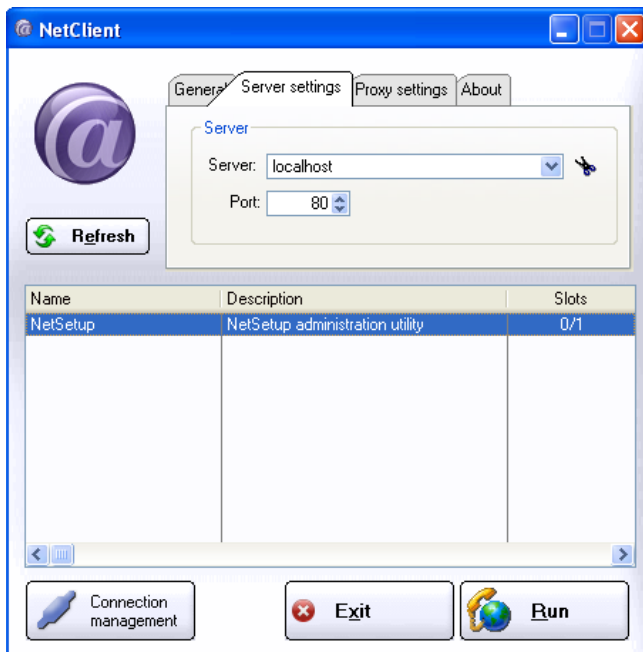 NetClient
General Server settings Proxy settings About
Server
Server: localhost
Port: 80
Refresh
Name Description Slots
NetSetup NetSetup administration utility 0/1
Connection
management
Exit
Run